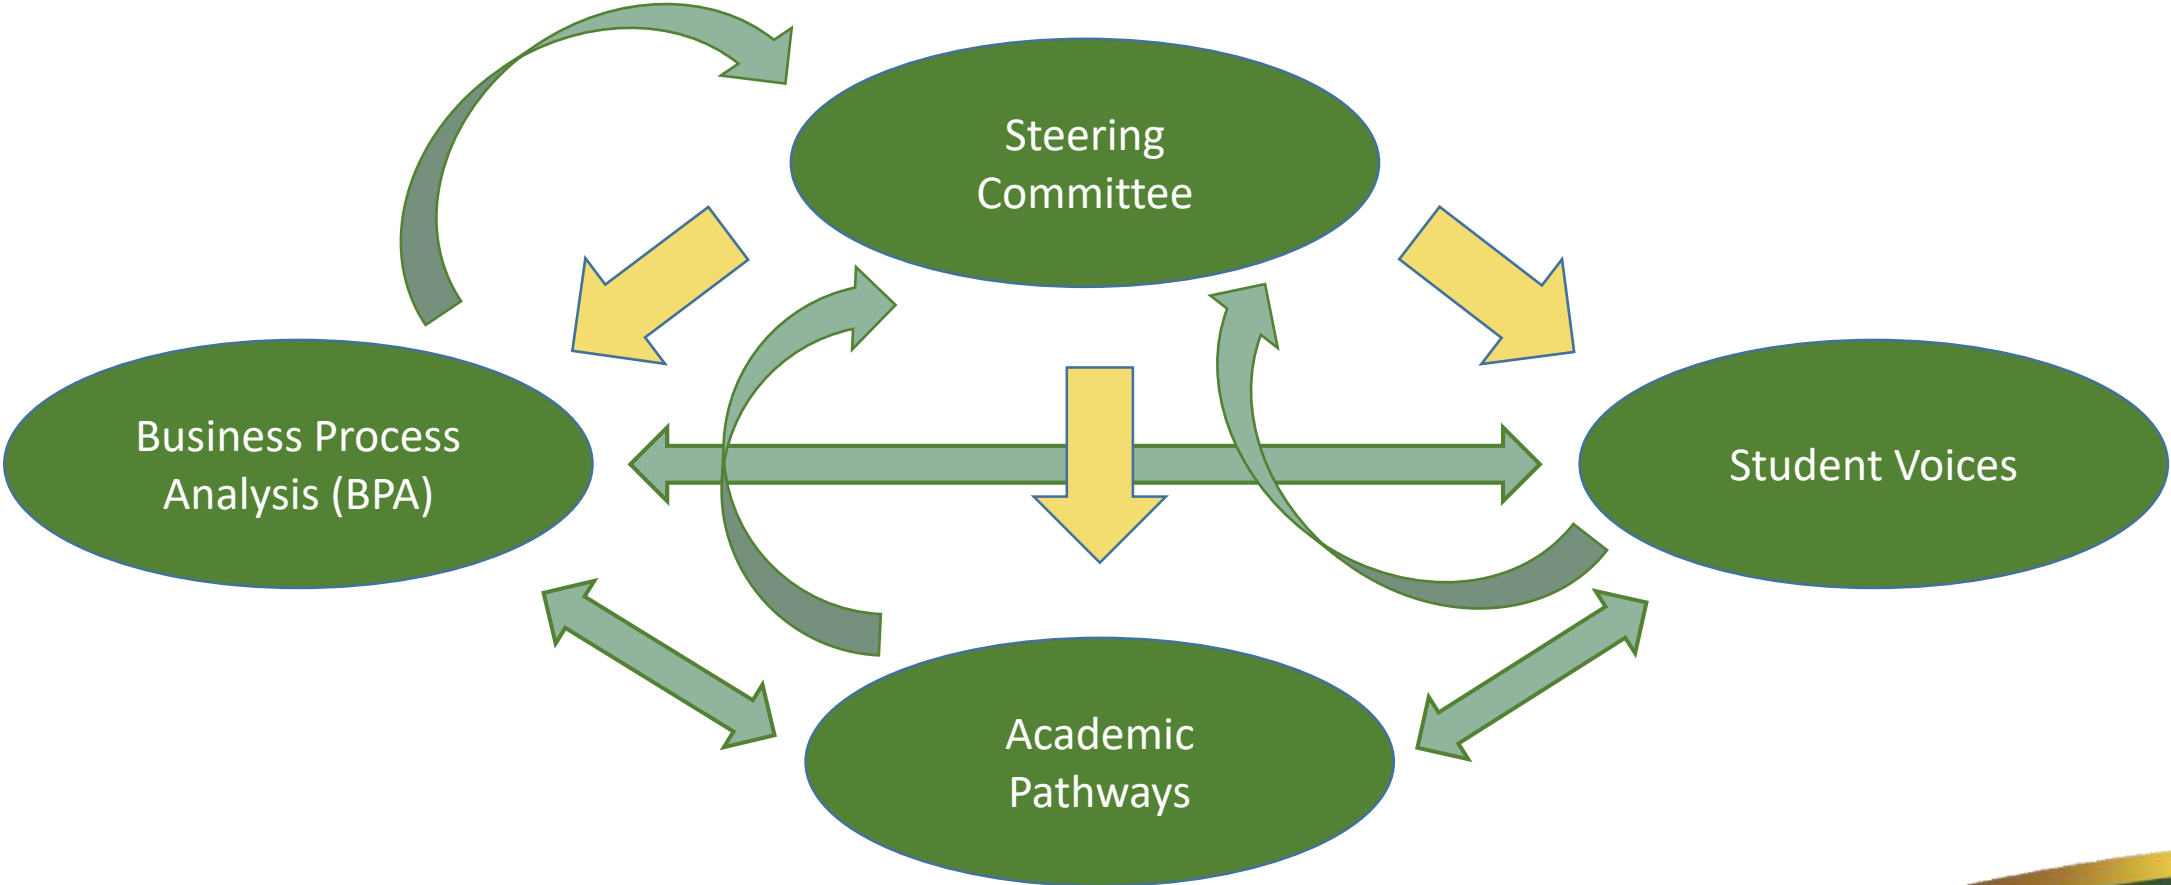 Steering
Committee
Business Process
Analysis (BPA)
Student Voices
Academic
Pathways